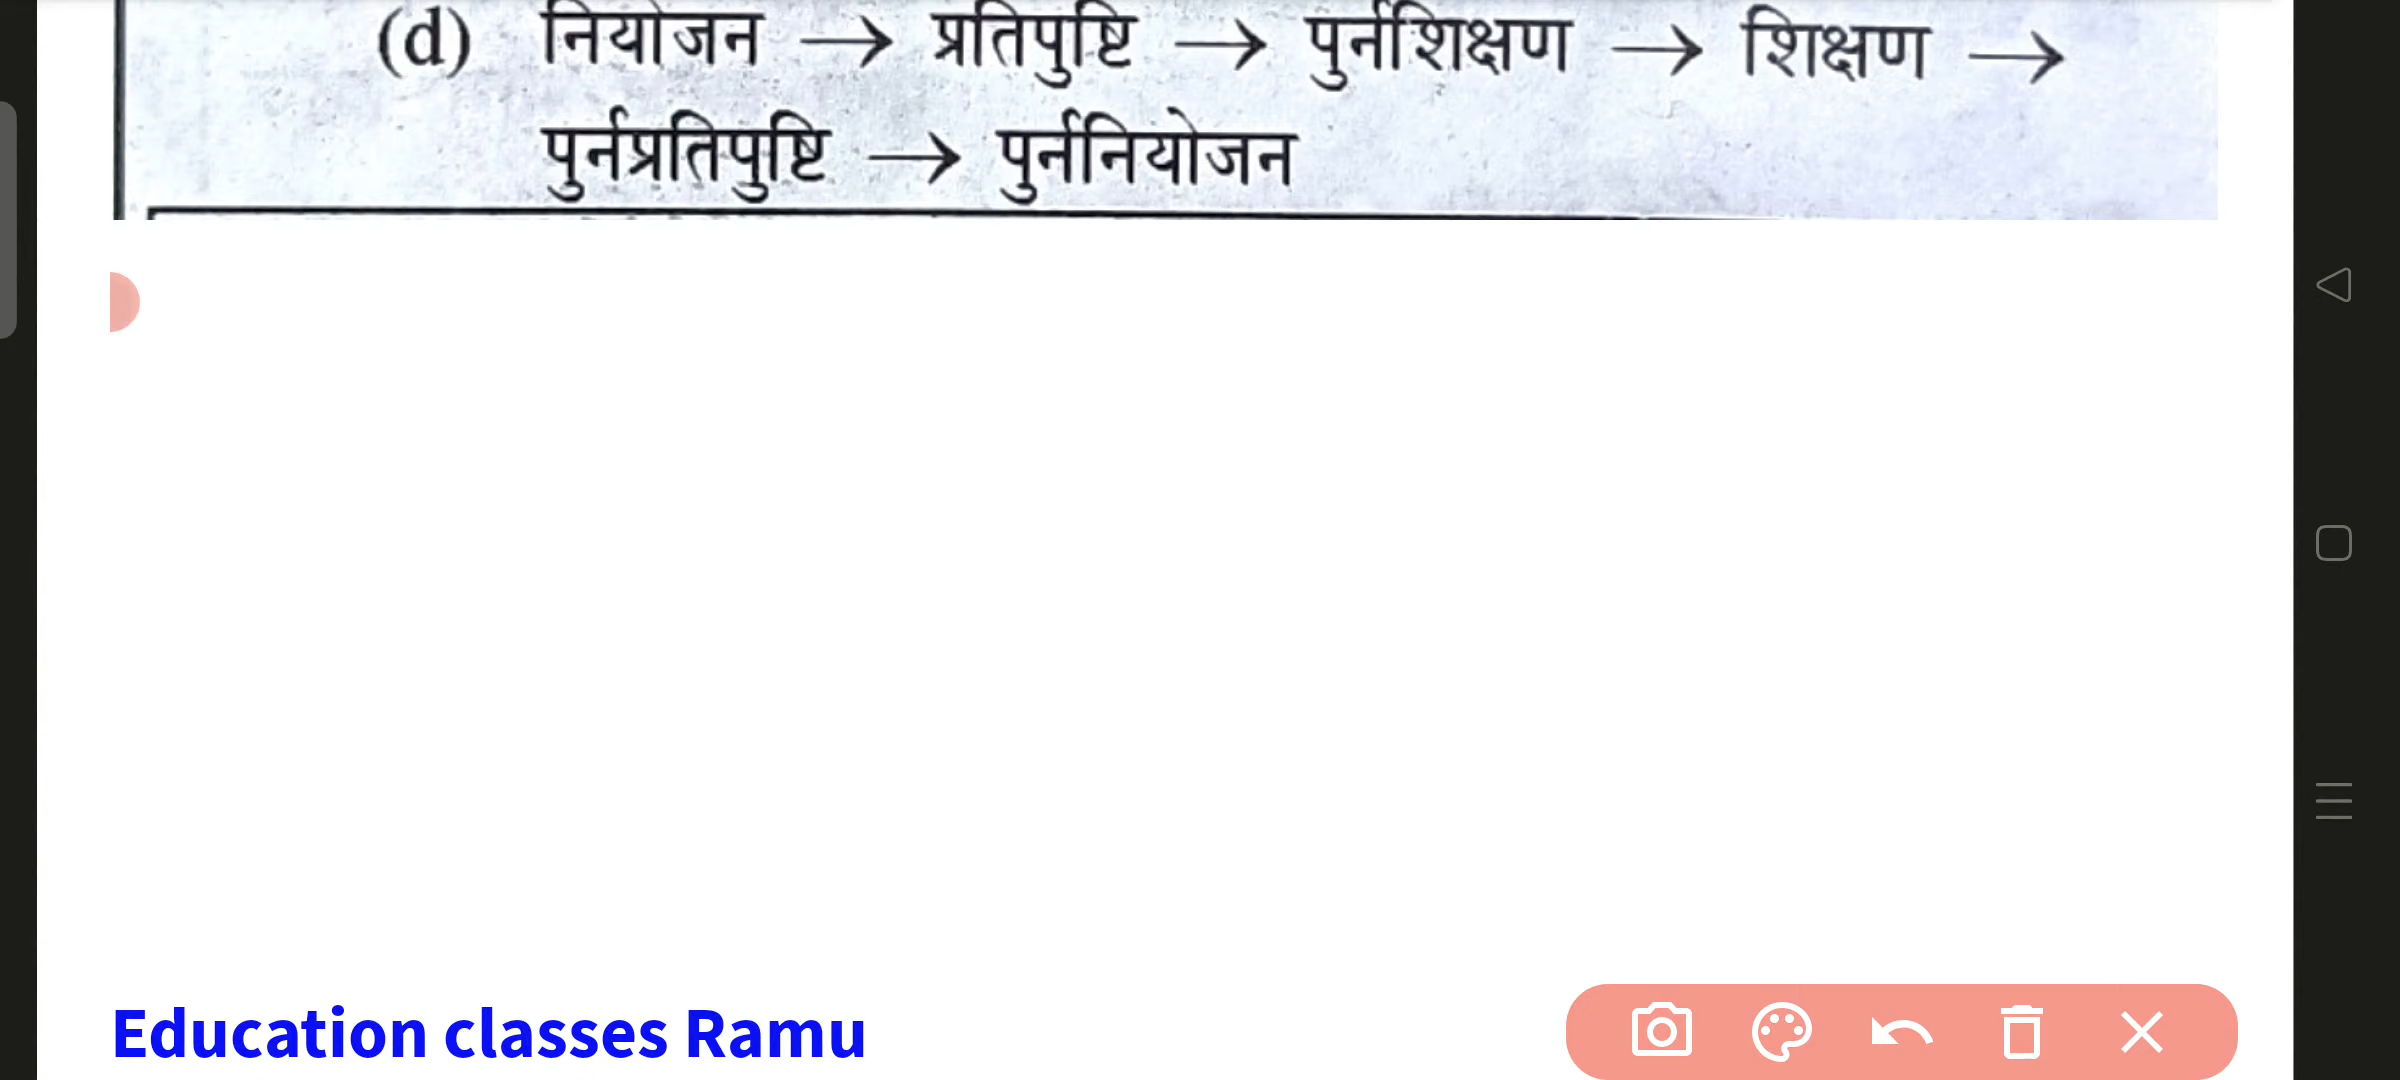 (d) नियोजन → प्रतिपुष्टि → पुर्नशिक्षण → शिक्षण →
पुर्नप्रतिपुष्टि → पुर्ननियोजन
Education classes Ramu